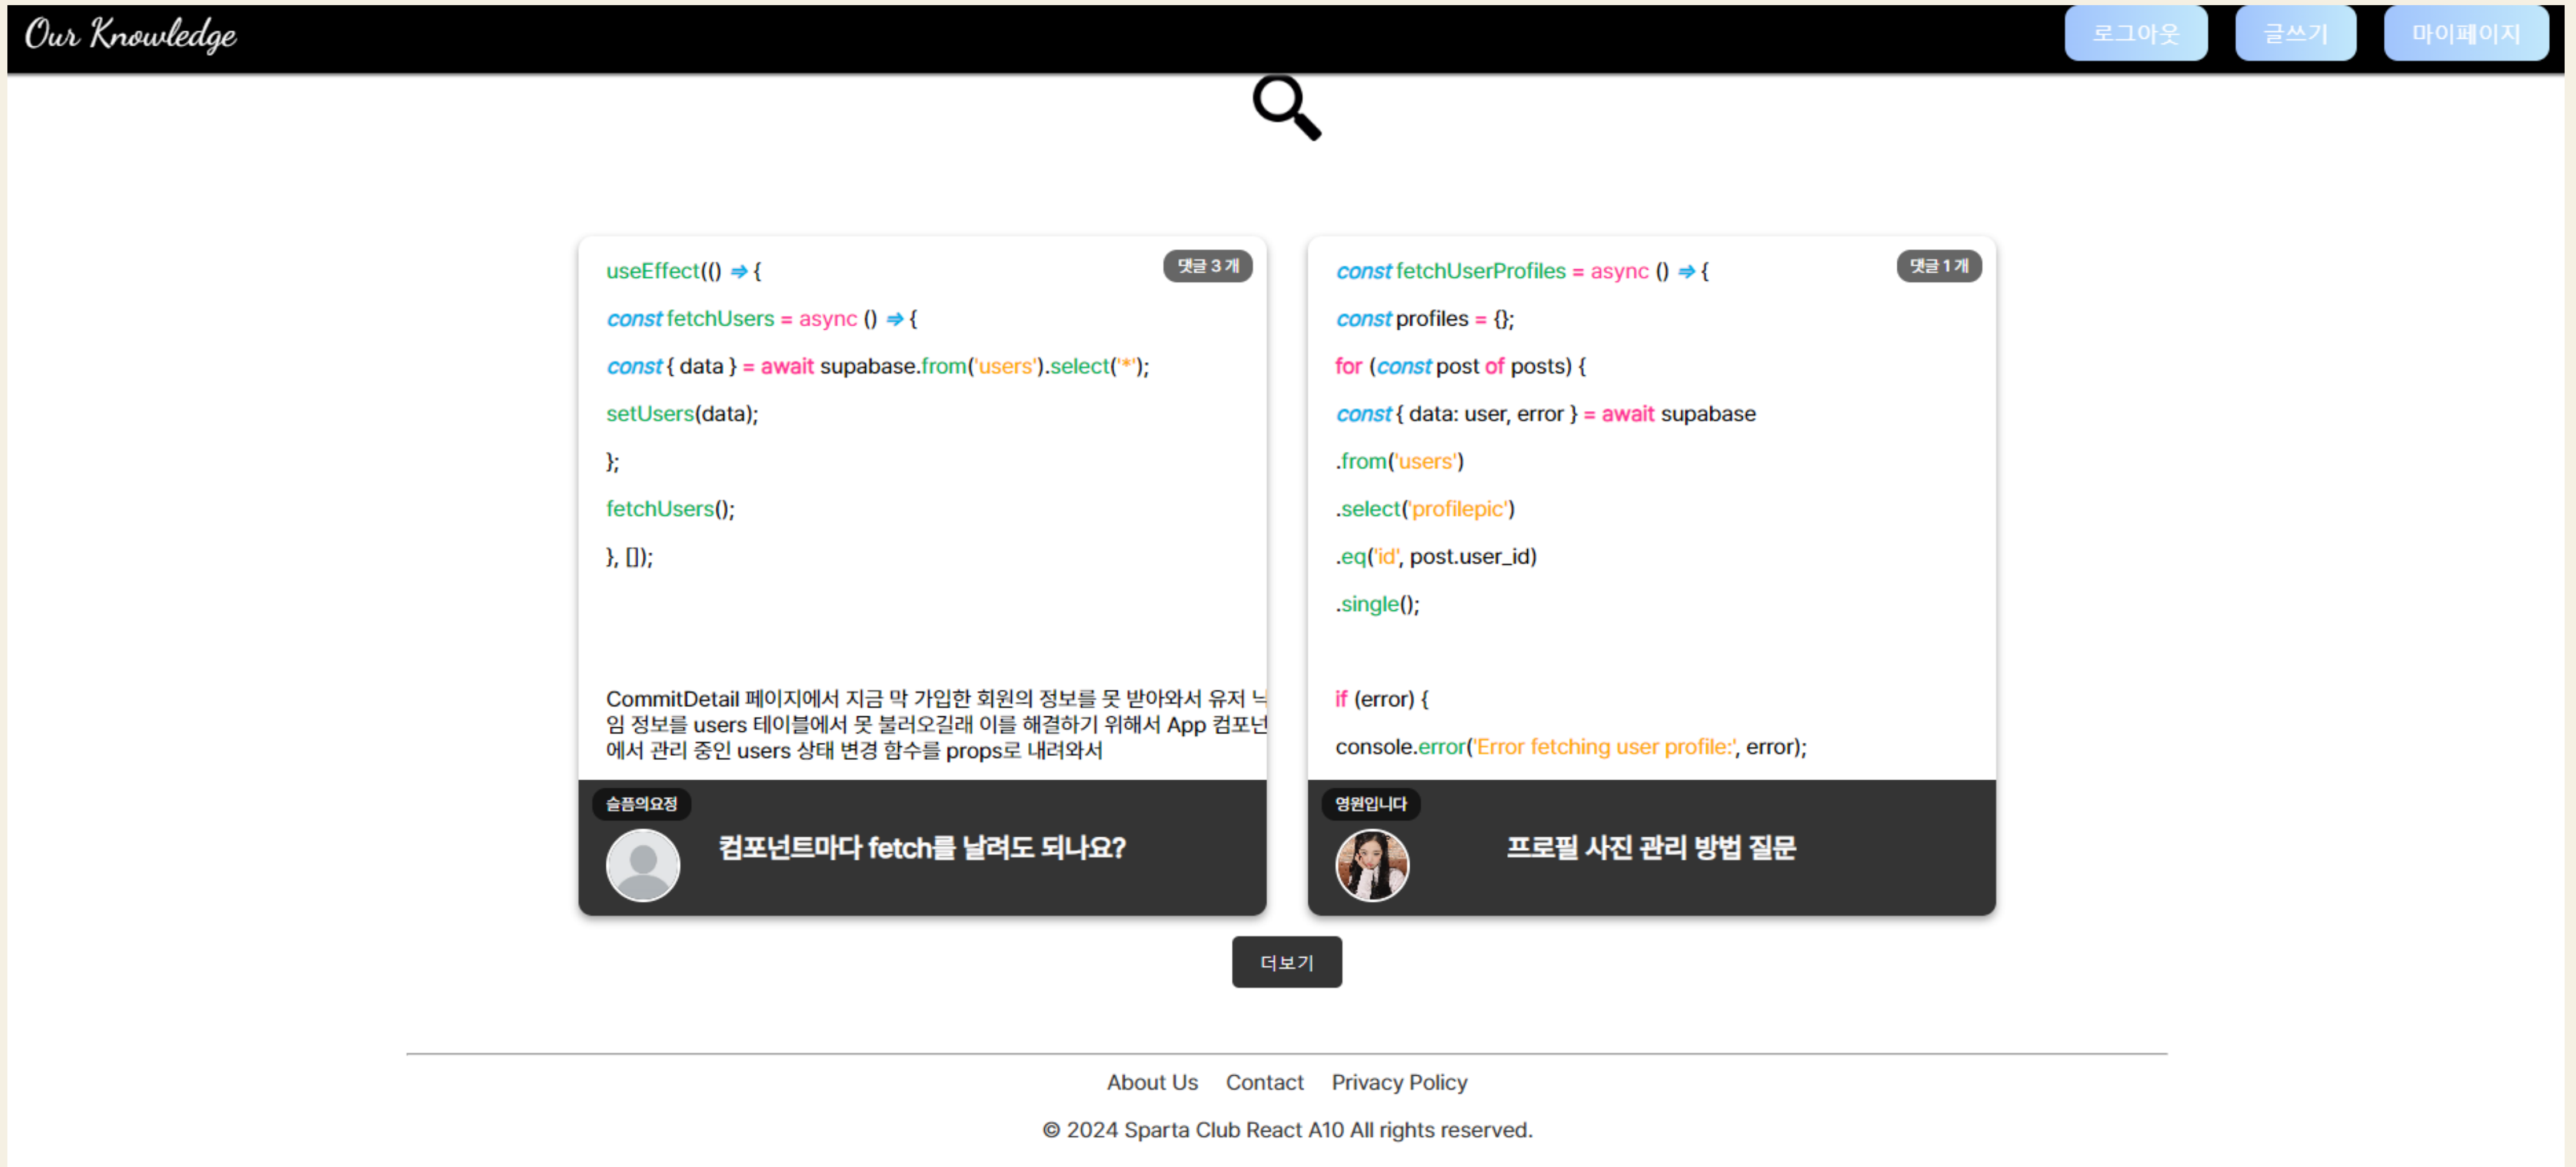 Our Knowledge
로그아웃
글쓰기
마이페이지
댓글 3 개
useEffect(() => {
const fetchUsers = async () => {
const { data } = await supabase.from('users').select('*');
setUsers(data);
};
fetchUsers();
}, []);
CommitDetail 페이지에서 지금 막 가입한 회원의 정보를 못 받아와서 유저 닉
임 정보를 users 테이블에서 못 불러오길래 이를 해결하기 위해서 App 컴포넌
에서 관리 중인 users 상태 변경 함수를 props로 내려와서
슬픔의요정
컴포넌트마다 fetch를 날려도 되나요?
댓글 1 개
const fetchUserProfiles = async () => {
const profiles = {};
for (const post of posts) {
const { data: user, error } = await supabase
.from('users')
.select('profilepic')
.eq('id', post.user_id)
.single();
if (error) {
console.error('Error fetching user profile:', error);
영원입니다
프로필 사진 관리 방법 질문
더보기
About Us
Contact
Privacy Policy
© 2024 Sparta Club React A10 All rights reserved.